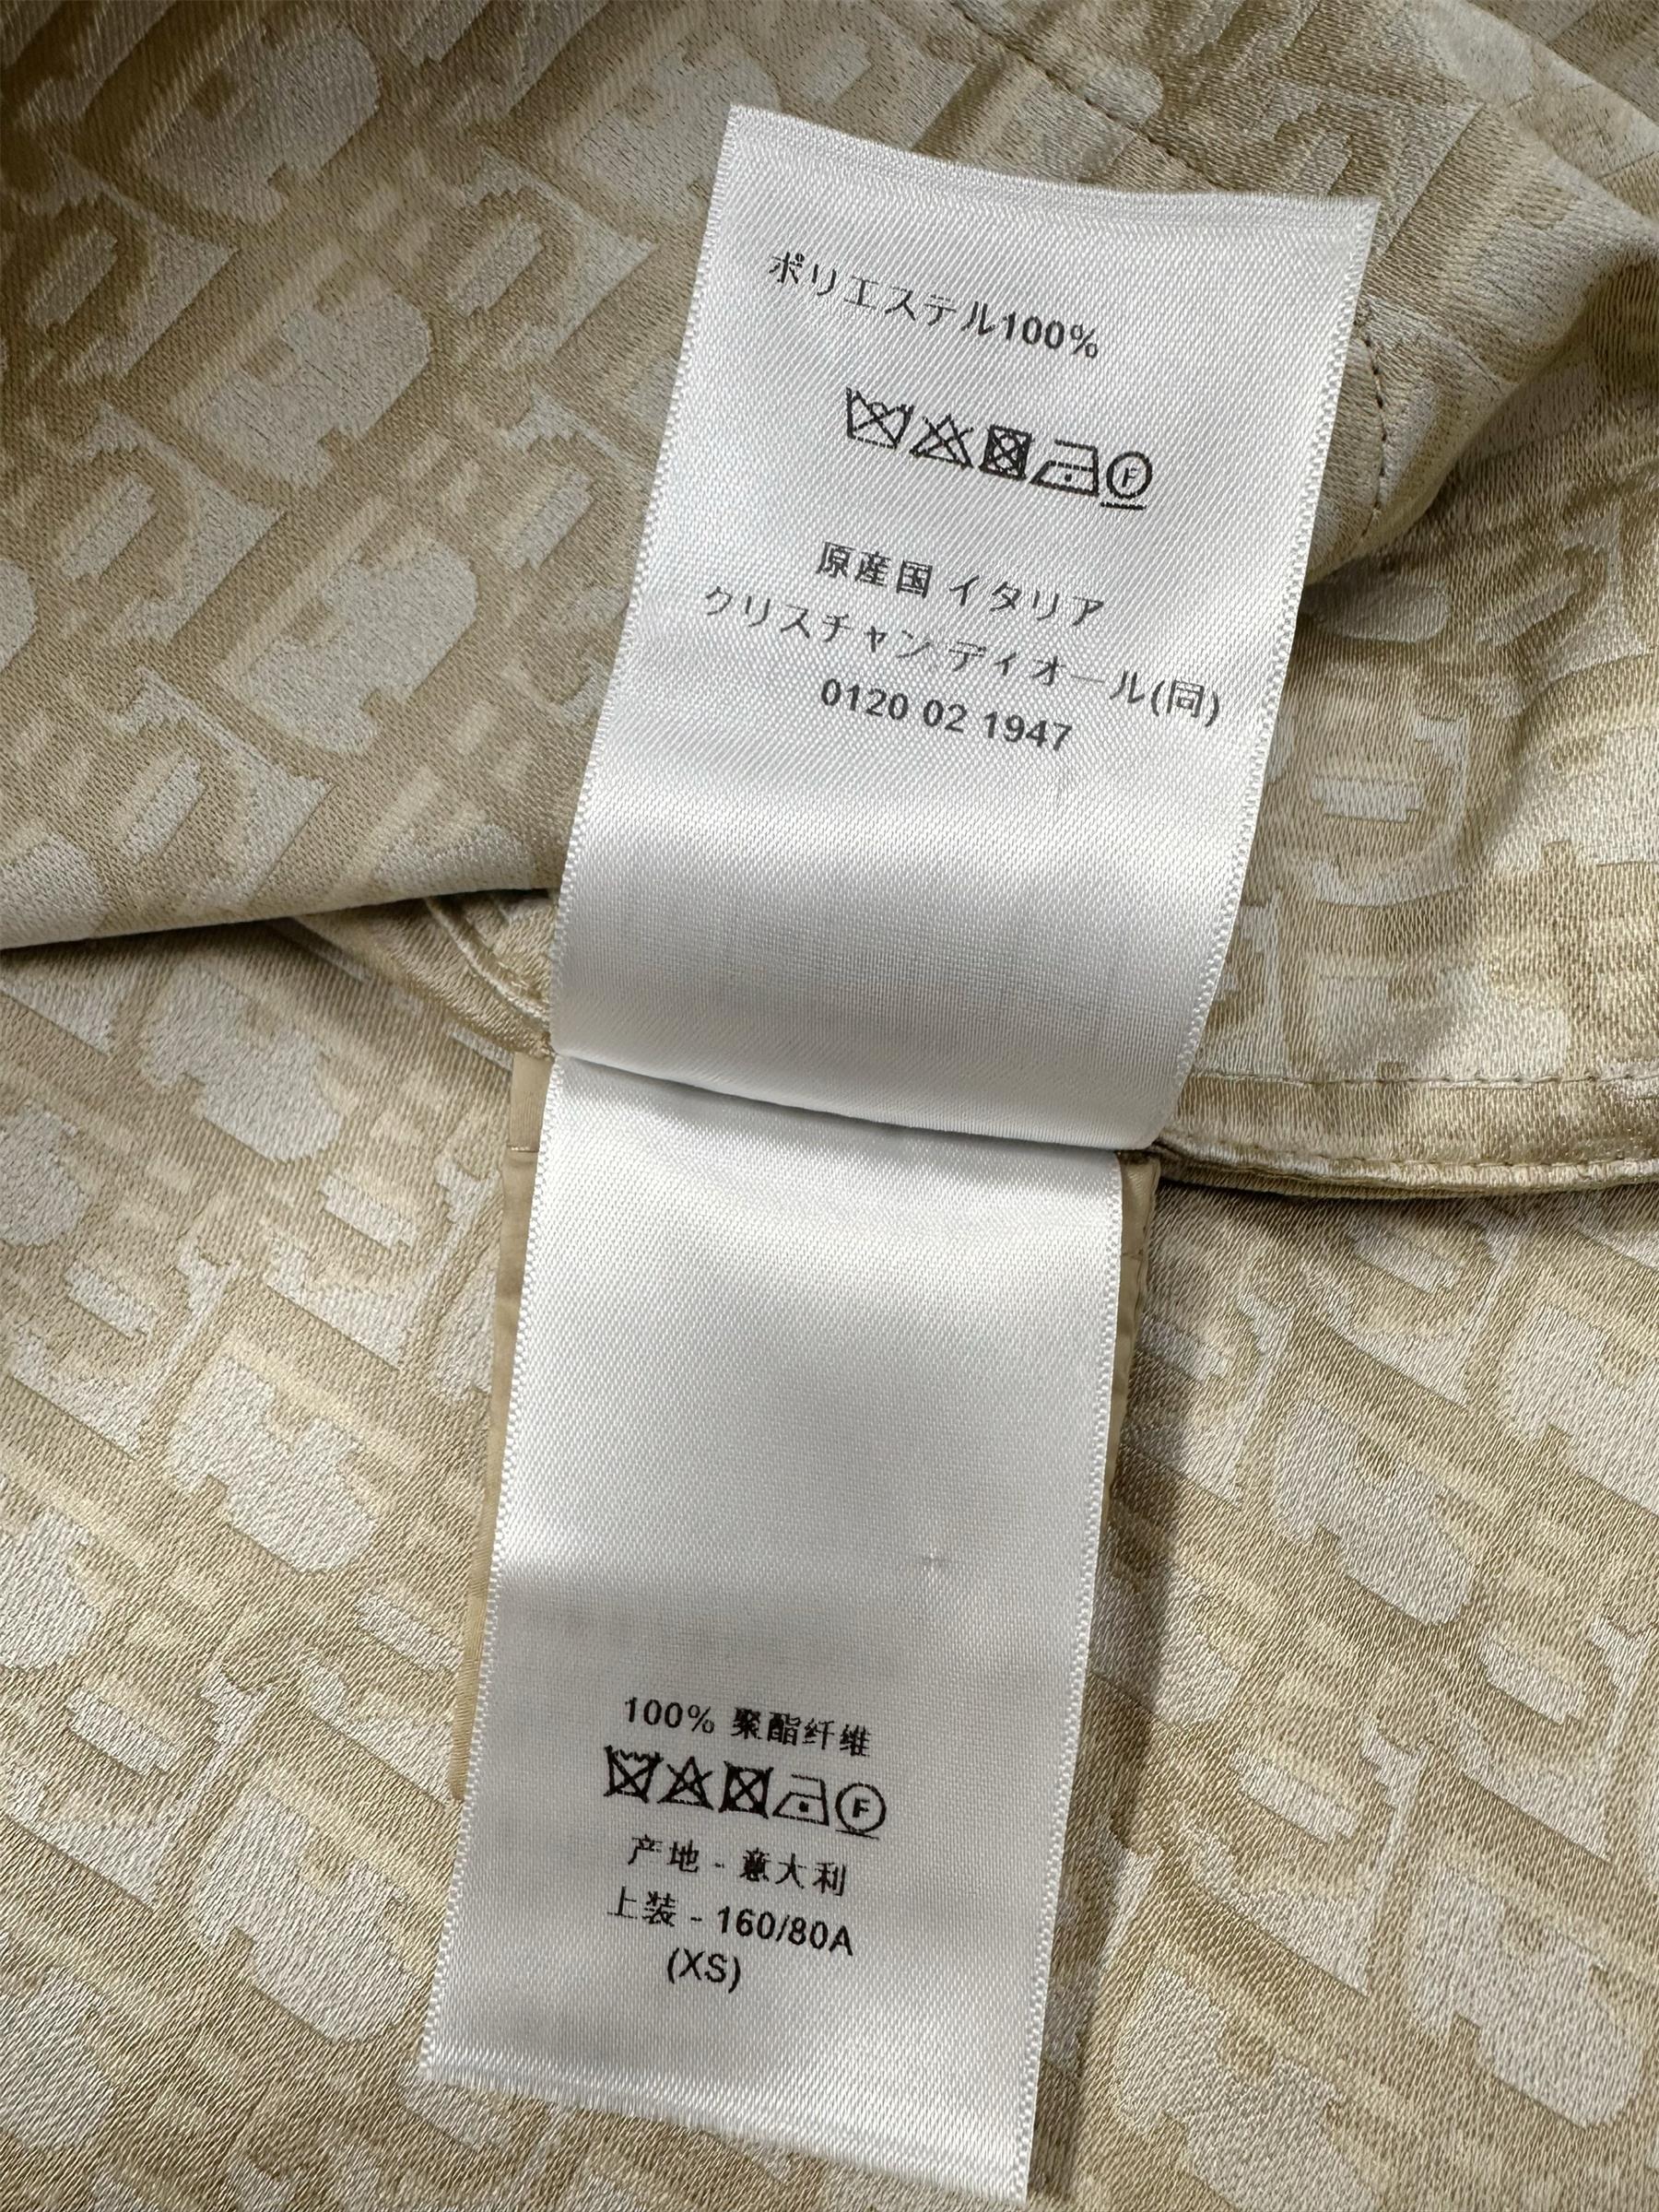 ポリエステル100%
F
原産国 イタリア
クリスチャン ディオール(同)
0120 02 1947
100% 聚酯纤维
F
产地 - 意大利
上装 - 160/80A
(XS)